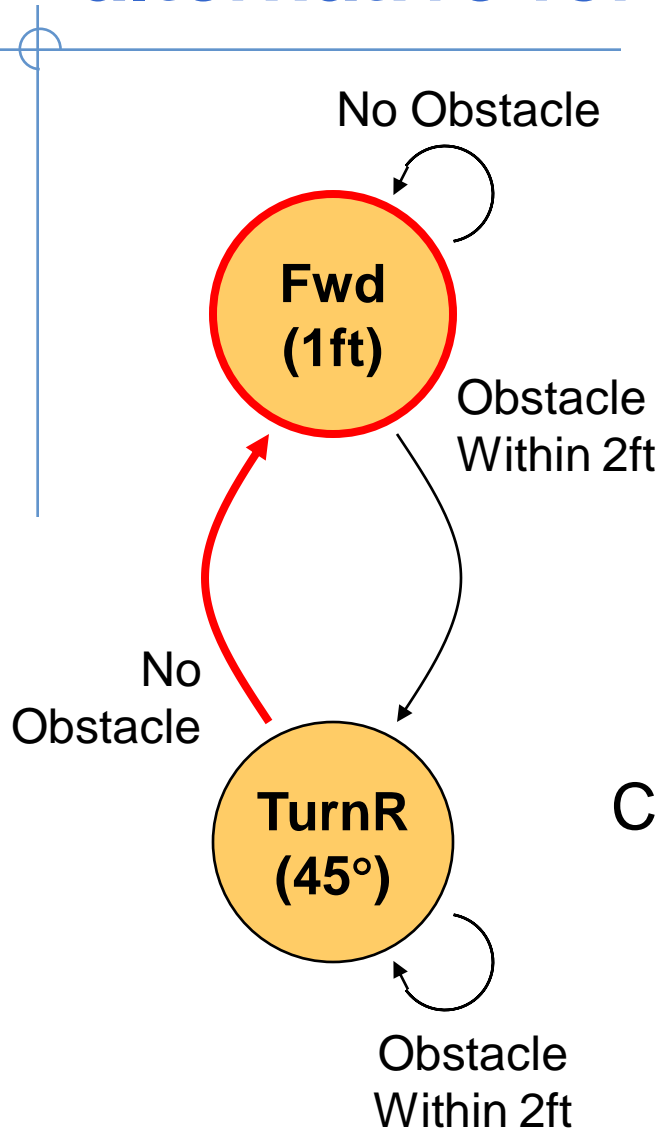 No Obstacle
Fwd
(1ft)
Obstacle
Within 2ft
No
Obstacle
TurnR
(45°)
C
Obstacle
Within 2ft